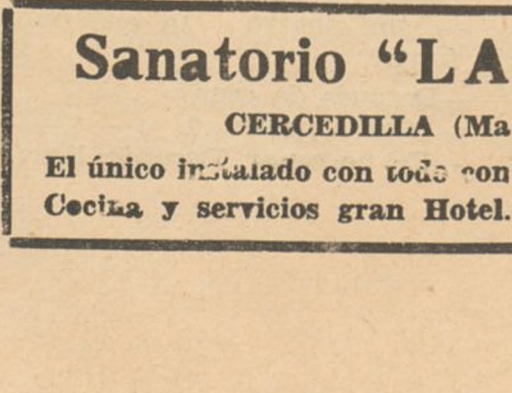 Sanatorio “LA
CERCEDILLA (Ma
El único instalado con todo con
Cocina y servicios gran Hotel.